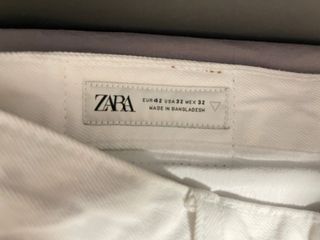 ZARA
EUR 42 USA 32 MEX 32
MADE IN BANGLADESH